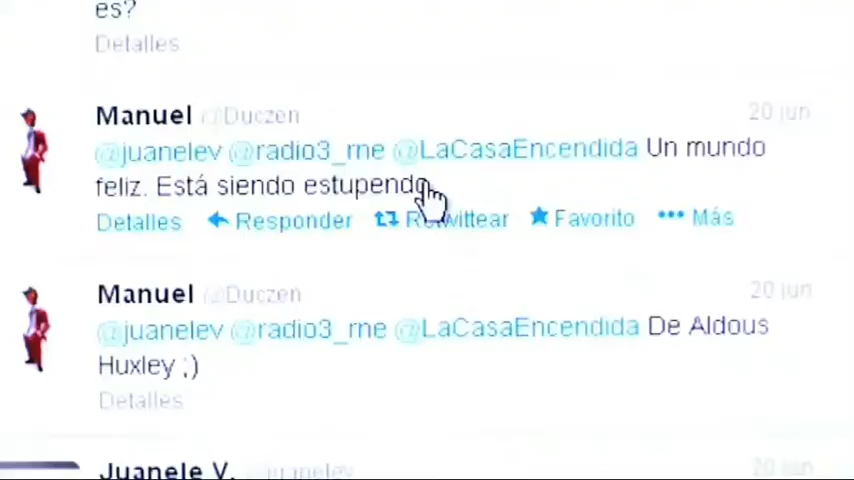 es?
Detalles
Manuel @Duczen 20 jun
@juanelev @radio3_rne @LaCasaEncendida Un mundo
feliz. Está siendo estupendo
Detalles Responder Retwittear Favorito Más
Manuel @Duczen 20 jun
@juanelev @radio3_rne @LaCasaEncendida De Aldous
Huxley ;)
Detalles
Juanele V. @juanelev 20 jun